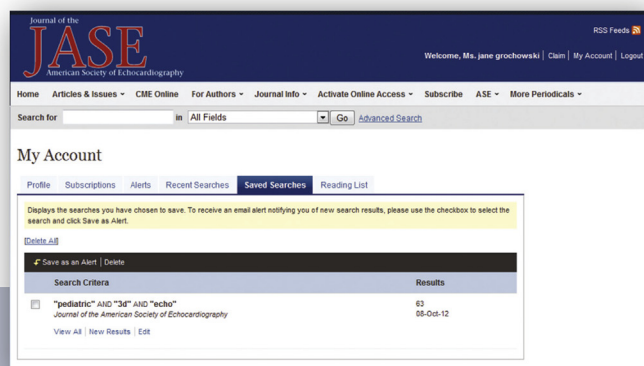 Journal of the
JASE
American Society of Echocardiography
RSS Feeds
Welcome, Ms. jane grochowski | Claim | My Account | Logout
Home Articles & Issues CME Online For Authors Journal Info Activate Online Access Subscribe ASE More Periodicals
Search for in All Fields Go Advanced Search
My Account
Profile Subscriptions Alerts Recent Searches Saved Searches Reading List
Displays the searches you have chosen to save. To receive an email alert notifying you of new search results, please use the checkbox to select the
search and click Save as Alert.
[Delete All]
Save as an Alert | Delete
Search Critera Results
"pediatric" AND "3d" AND "echo" 63
Journal of the American Society of Echocardiography 08-Oct-12
View All | New Results | Edit